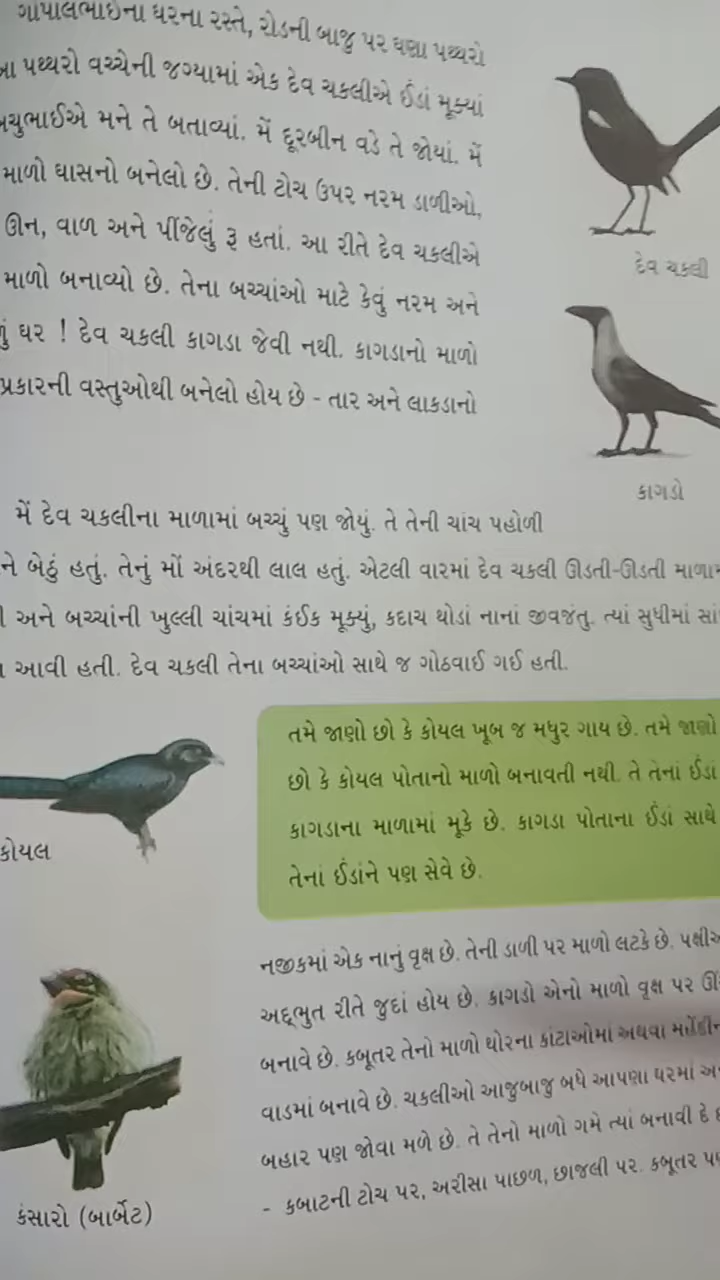 ગોપાલભાઈના ઘરના રસ્તે, રોડની બાજુ પર ઘણા પથ્થરો
પથ્થરો વચ્ચેની જગ્યામાં એક દેવ ચકલીએ ઈંડાં મૂક્યાં
મને તે બતાવ્યાં. મેં દૂરબીન વડે તે જોયાં. મેં
માળો ઘાસનો બનેલો છે. તેની ટોચ ઉપર નરમ ડાળીઓ,
ઊન, વાળ અને પીંજેલું રૂ હતાં. આ રીતે દેવ ચકલીએ
માળો બનાવ્યો છે. તેના બચ્ચાંઓ માટે કેવું નરમ અને
ઘર ! દેવ ચકલી કાગડા જેવી નથી. કાગડાનો માળો
પ્રકારની વસ્તુઓથી બનેલો હોય છે - તાર અને લાકડાનો
દેવ ચકલી
કાગડો
મેં દેવ ચકલીના માળામાં બચ્ચું પણ જોયું. તે તેની ચાંચ પહોળી
ને બેઠું હતું. તેનું મોં અંદરથી લાલ હતું. એટલી વારમાં દેવ ચકલી ઊડતી-ઊડતી
અને બચ્ચાંની ખુલ્લી ચાંચમાં કંઈક મૂક્યું, કદાચ થોડાં નાનાં જીવજંતુ. ત્યાં સુધીમાં
આવી હતી. દેવ ચકલી તેના બચ્ચાંઓ સાથે જ ગોઠવાઈ ગઈ હતી.
કોયલ
તમે જાણો છો કે કોયલ ખૂબ જ મધુર ગાય છે. તમે જાણો
છો કે કોયલ પોતાનો માળો બનાવતી નથી. તે તેનાં ઈંડાં
કાગડાના માળામાં મૂકે છે. કાગડા પોતાના ઈંડાં સાથે
તેનાં ઈંડાંને પણ સેવે છે.
નજીકમાં એક નાનું વૃક્ષ છે. તેની ડાળી પર માળો લટકે છે.
અદ્ભુત રીતે જુદાં હોય છે. કાગડો એનો માળો વૃક્ષ પર
બનાવે છે. કબૂતર તેનો માળો થોરના કાંટાઓમાં અથવા
વાડમાં બનાવે છે. ચકલીઓ આજુબાજુ બધે આપણા ઘરમાં
બહાર પણ જોવા મળે છે. તે તેનો માળો ગમે ત્યાં બનાવી દે
- કબાટની ટોચ પર, અરીસા પાછળ, છાજલી પર. કબૂતર
કંસારો (બાર્બેટ)